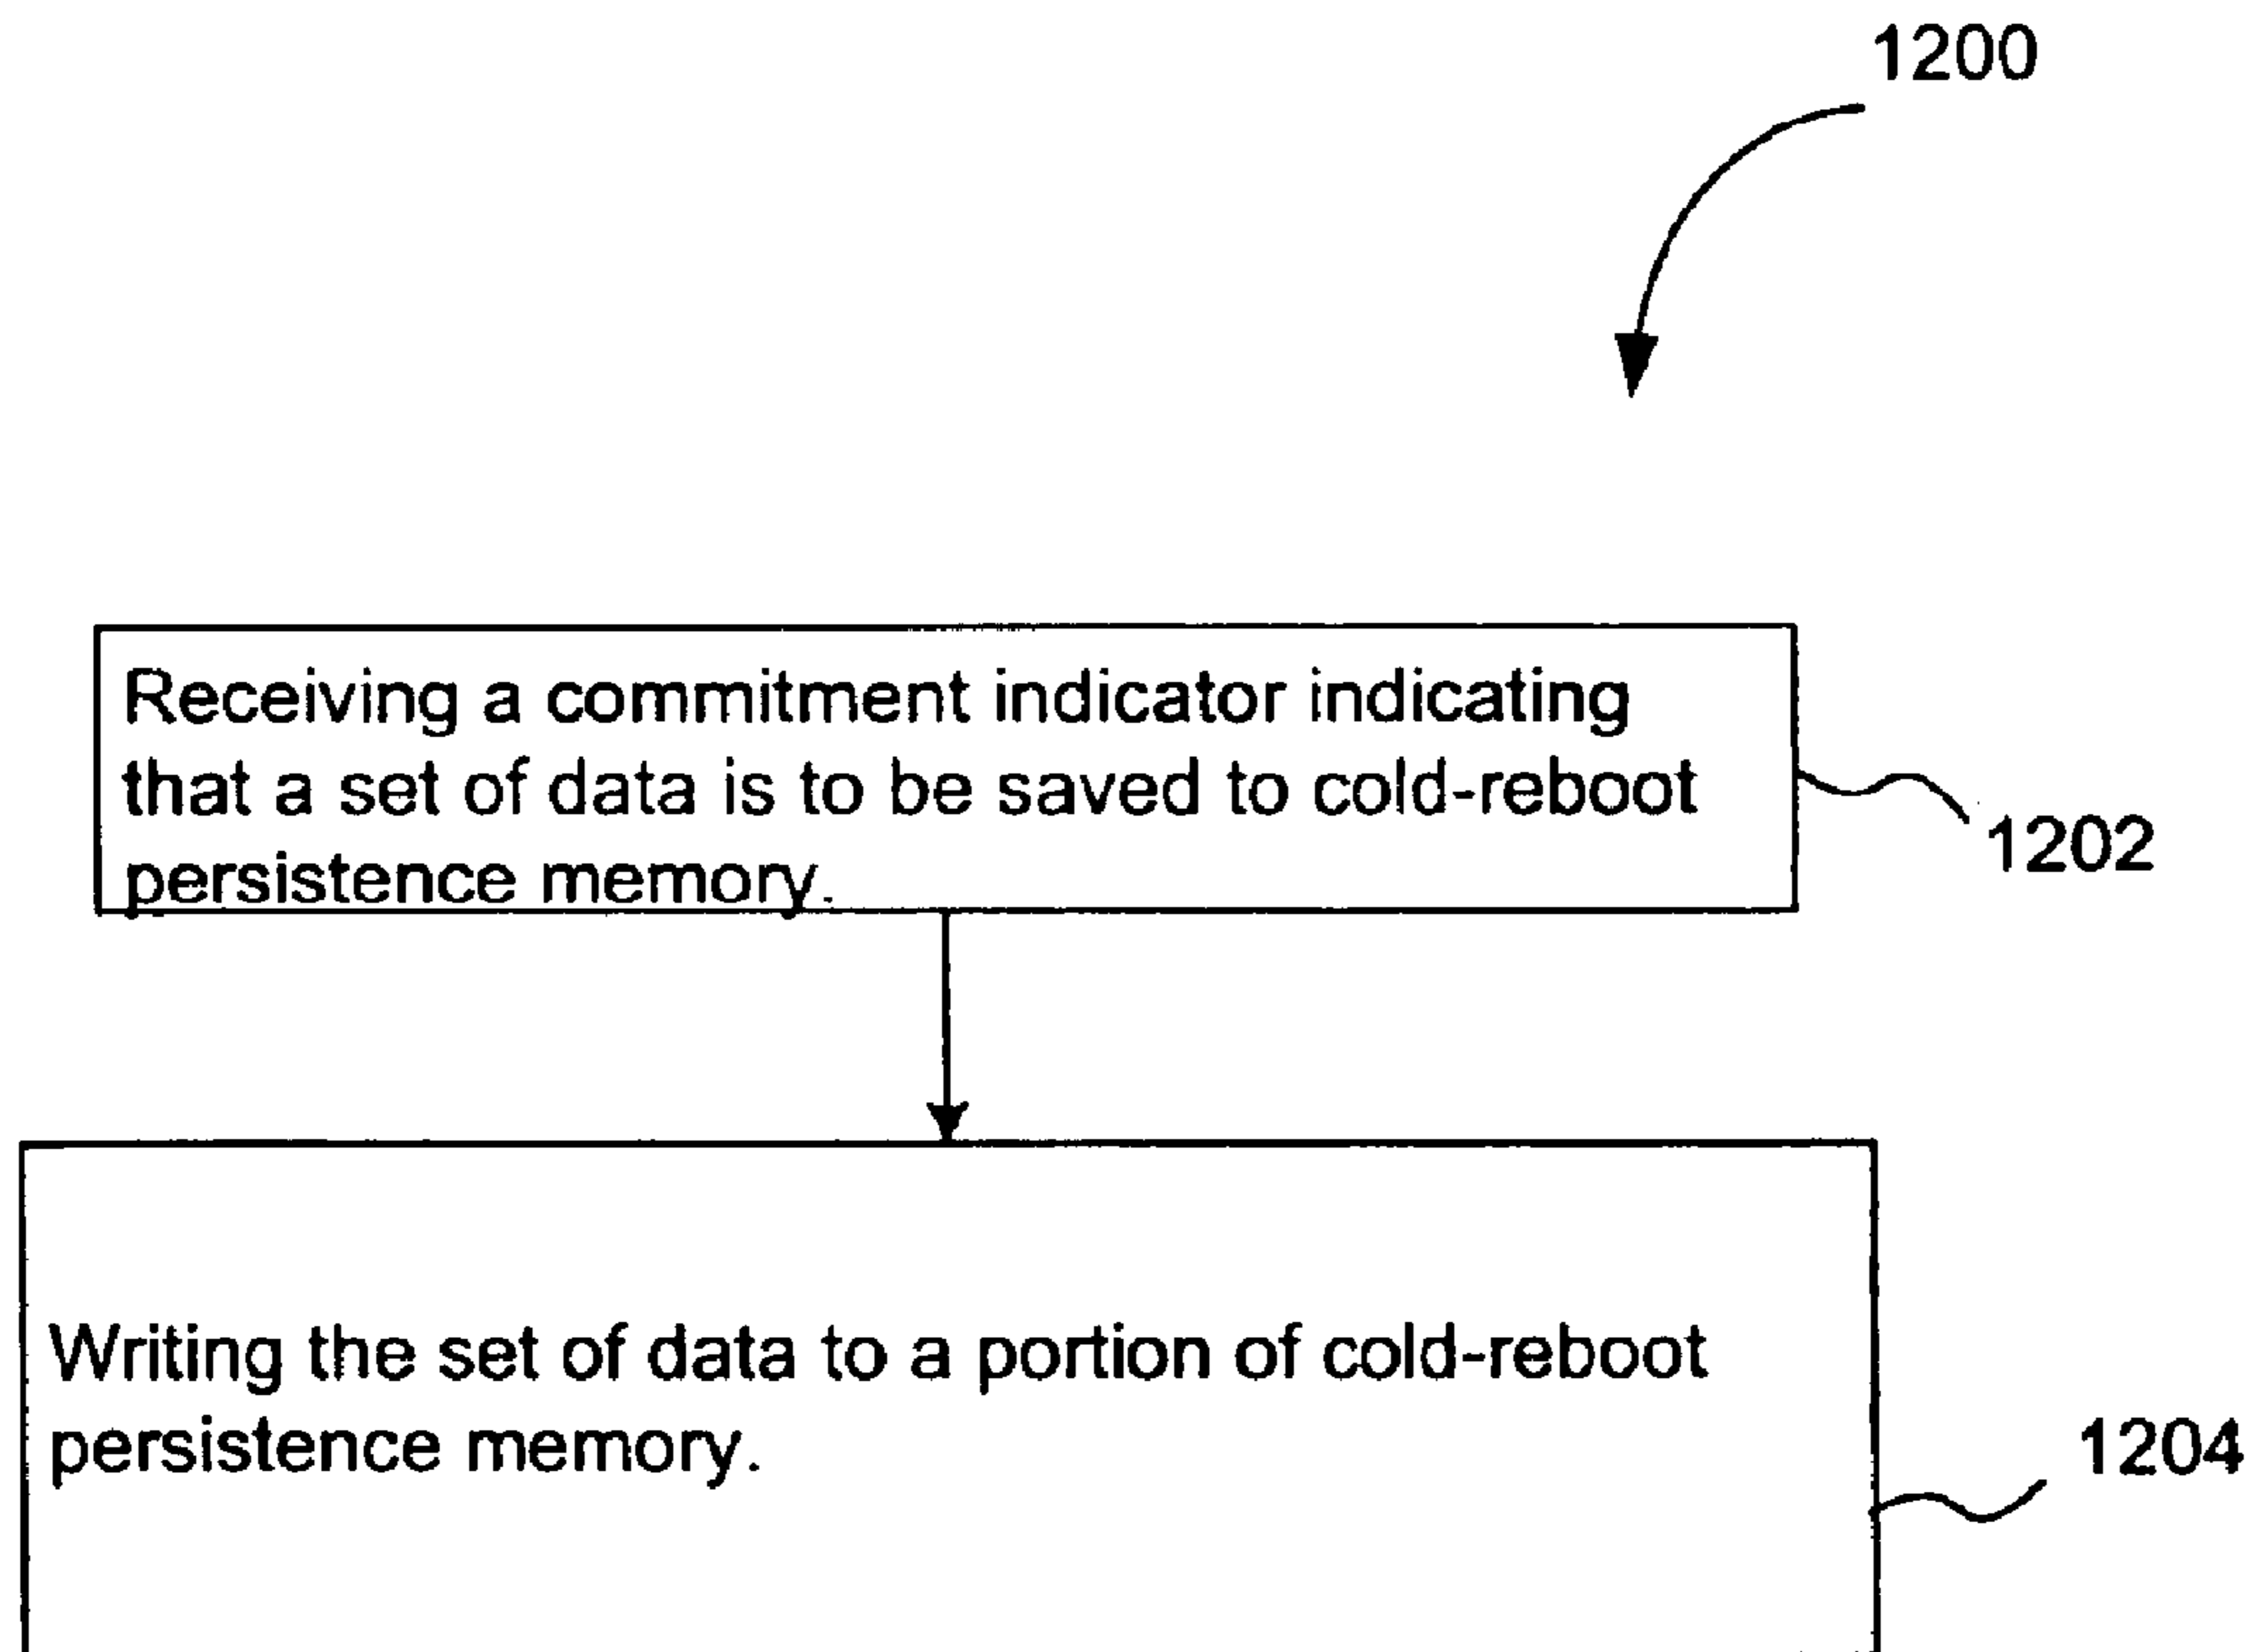 1200
Receiving a commitment indicator indicating
that a set of data is to be saved to cold-reboot
persistence memory.
1202
Writing the set of data to a portion of cold-reboot
persistence memory.
1204